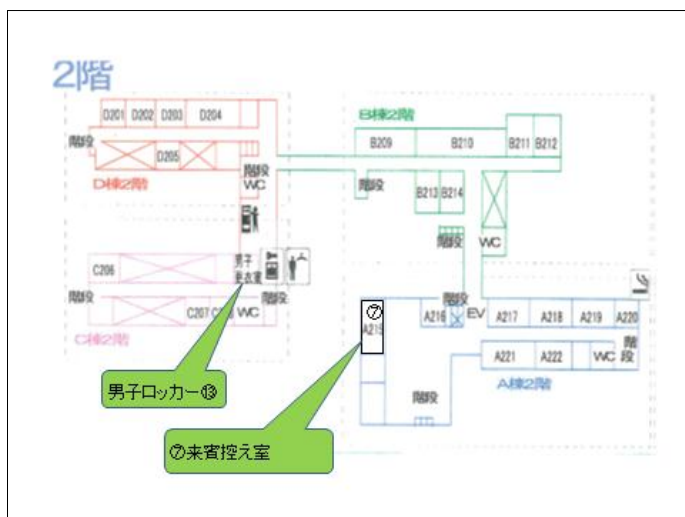 2階
D201 D202 D203 D204
階段
D205
階段
D棟2階
WC
B棟2階
B209 B210 B211 B212
階段
B213 B214
階段
WC
C206
男子
更衣室
階段
C207
WC
階段
C棟2階
⑦
A215
A216
階段
EV
A217 A218 A219 A220
A221 A222
WC
階段
階段
A棟2階
男子ロッカー⑬
⑦来賓控え室